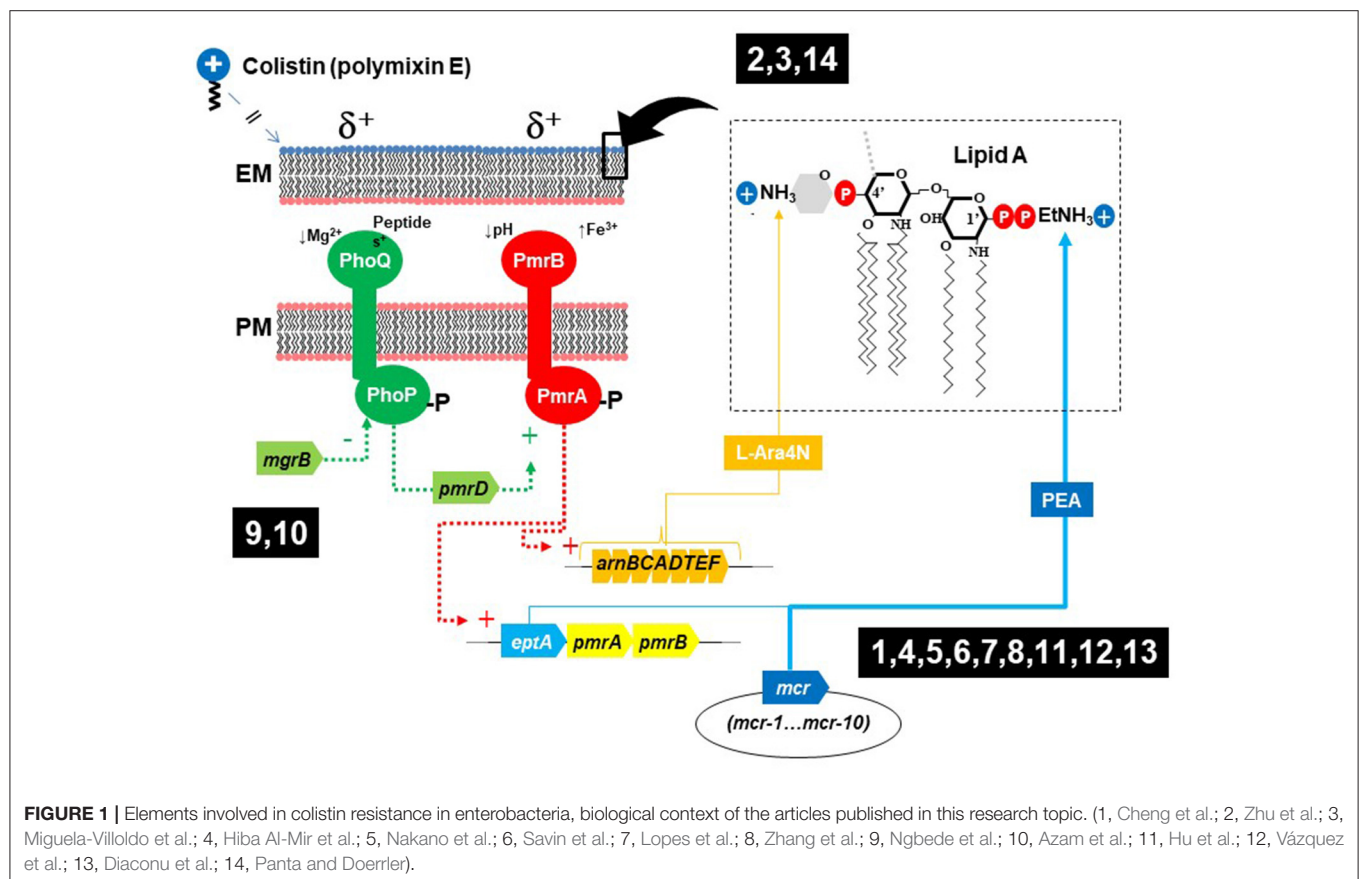 + Colistin (polymixin E)
2,3,14
δ+ δ+
EM
Lipid A
+ NH3 O P 4' O O O 1' P P EtNH3 +
OH
O NH O NH
↓Mg2+ Peptide s+ ↓pH ↑Fe3+
PhoQ PmrB
PM
PhoP -P PmrA -P
mgrB - +
pmrD
L-Ara4N
PEA
9,10
+ arnBCADTEF
+
eptA pmrA pmrB
1,4,5,6,7,8,11,12,13
mcr
(mcr-1...mcr-10)
FIGURE 1 | Elements involved in colistin resistance in enterobacteria, biological context of the articles published in this research topic. (1, Cheng et al.; 2, Zhu et al.; 3,
Miguela-Villoldo et al.; 4, Hiba Al-Mir et al.; 5, Nakano et al.; 6, Savin et al.; 7, Lopes et al.; 8, Zhang et al.; 9, Ngbede et al.; 10, Azam et al.; 11, Hu et al.; 12, Vázquez
et al.; 13, Diaconu et al.; 14, Panta and Doerrler).